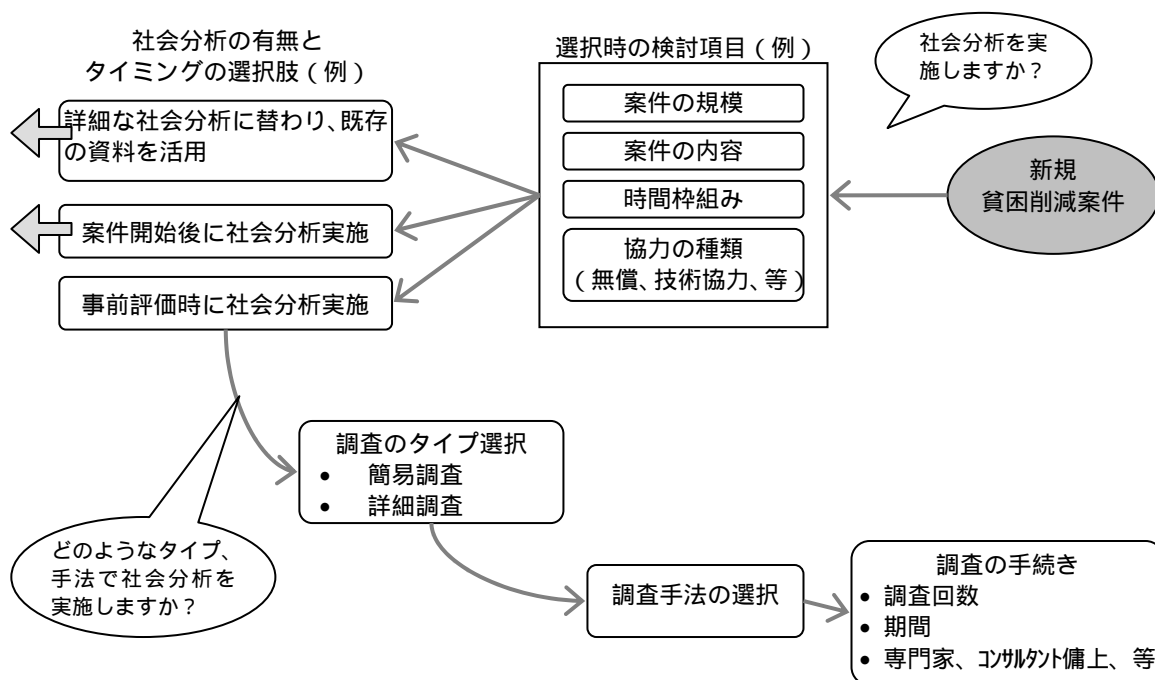 社会分析の有無と
タイミングの選択肢(例)
詳細な社会分析に替わり、既存
の資料を活用
案件開始後に社会分析実施
事前評価時に社会分析実施
選択時の検討項目(例)
案件の規模
案件の内容
時間枠組み
協力の種類
(無償、技術協力、等)
社会分析を実
施しますか?
新規
貧困削減案件
どのようなタイプ、
手法で社会分析を
実施しますか?
調査のタイプ選択
• 簡易調査
• 詳細調査
調査手法の選択
調査の手続き
• 調査回数
• 期間
• 専門家、コンサルタント傭上、等